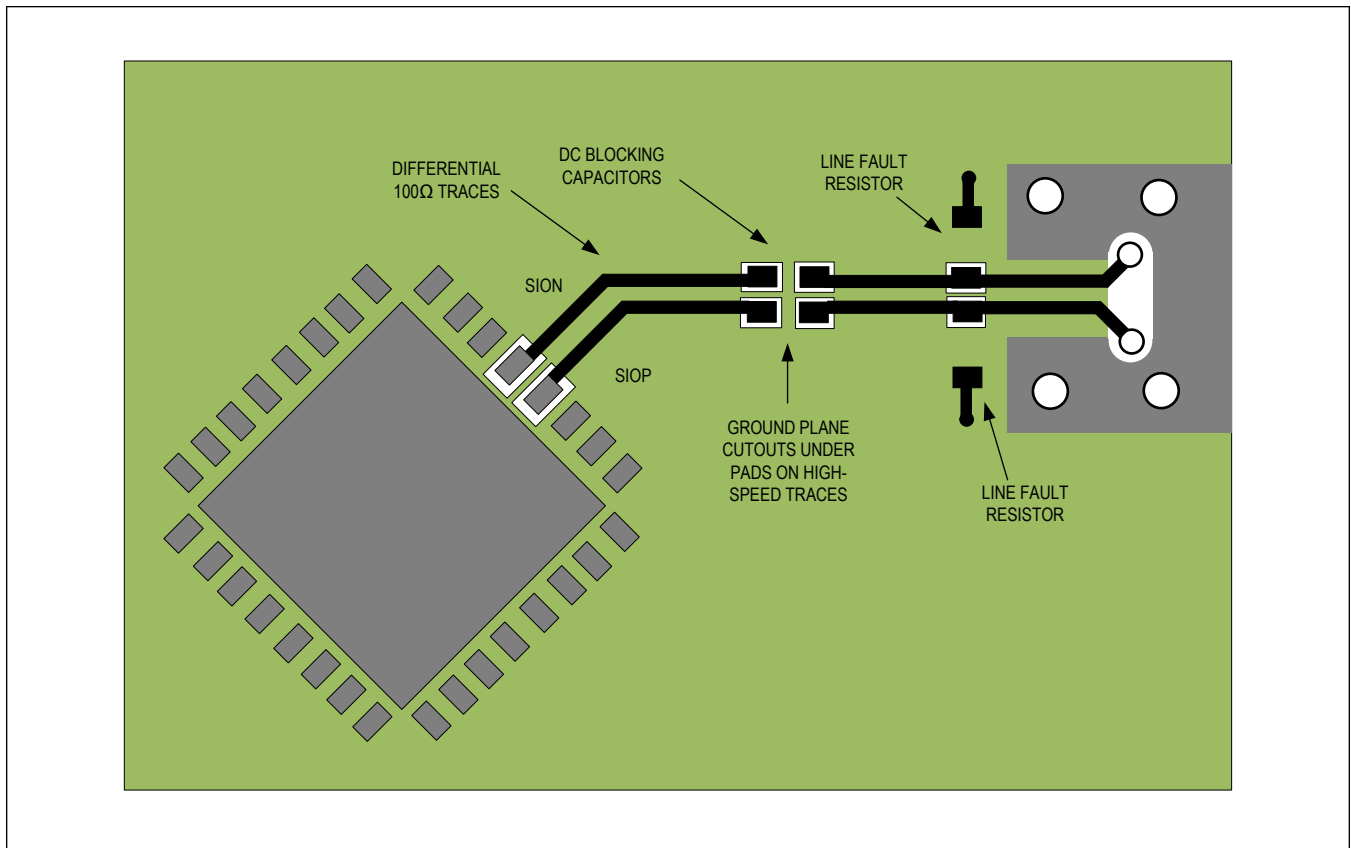 DIFFERENTIAL
100Ω TRACES
DC BLOCKING
CAPACITORS
LINE FAULT
RESISTOR
SION
SIOP
GROUND PLANE
CUTOUTS UNDER
PADS ON HIGH-
SPEED TRACES
LINE FAULT
RESISTOR